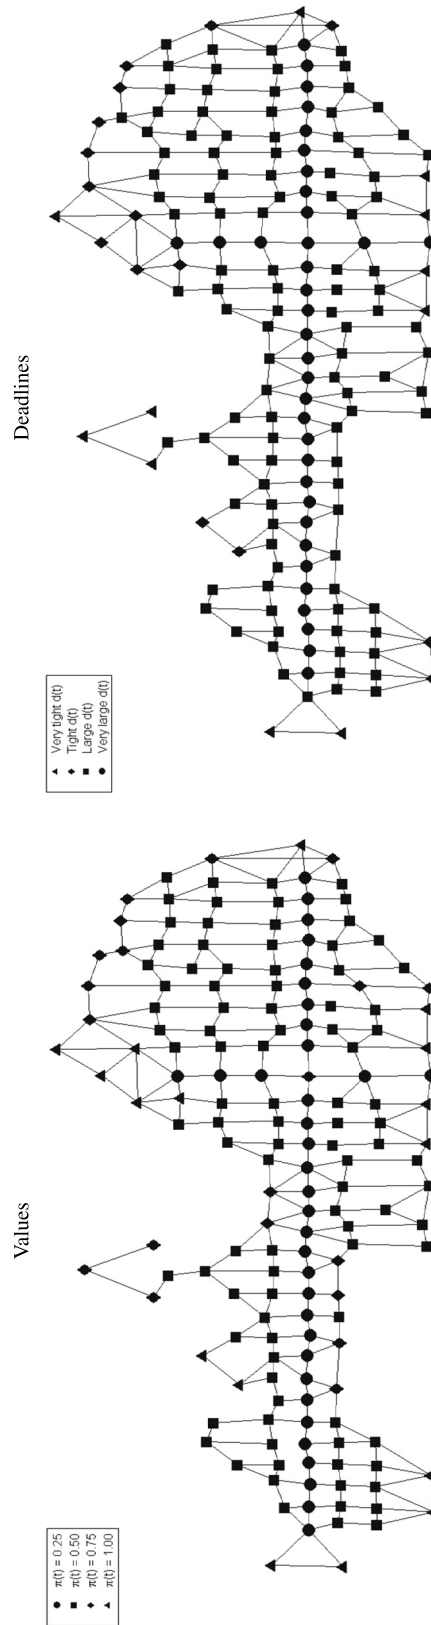 Values
π(t) = 0.25
π(t) = 0.50
π(t) = 0.75
π(t) = 1.00
Deadlines
Very tight d(t)
Tight d(t)
Large d(t)
Very large d(t)